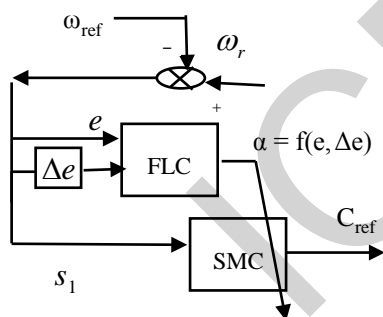 ω_ref
−
ω_r
+
e
α = f(e, Δe)
Δe
FLC
C_ref
SMC
s_1